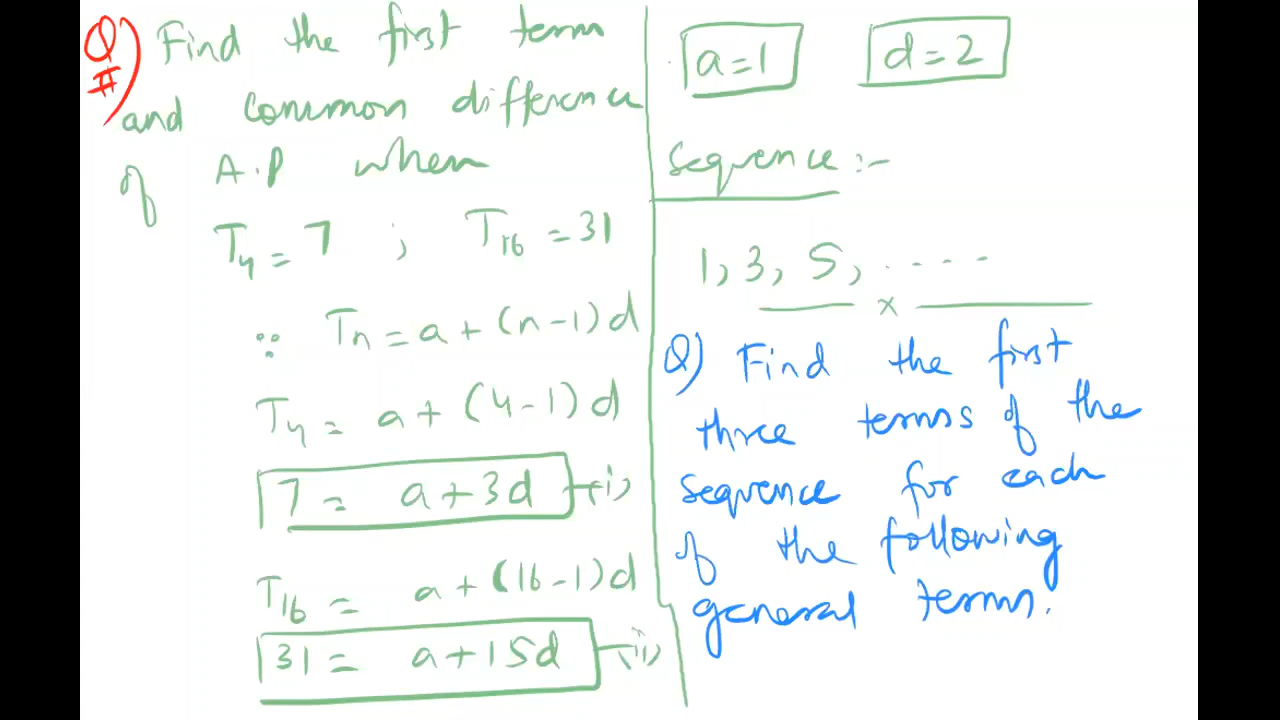 Q) Find the first term
and common difference
of A.P when
T₄ = 7 ; T₁₆ = 31
∵ Tn = a + (n-1)d
T₄ = a + (4-1)d
7 = a + 3d —(i)
T₁₆ = a + (16-1)d
31 = a + 15d —(ii)
a = 1 d = 2
Sequence :-
1, 3, 5, .....
x
Q) Find the first
three terms of the
sequence for each
of the following
general terms.